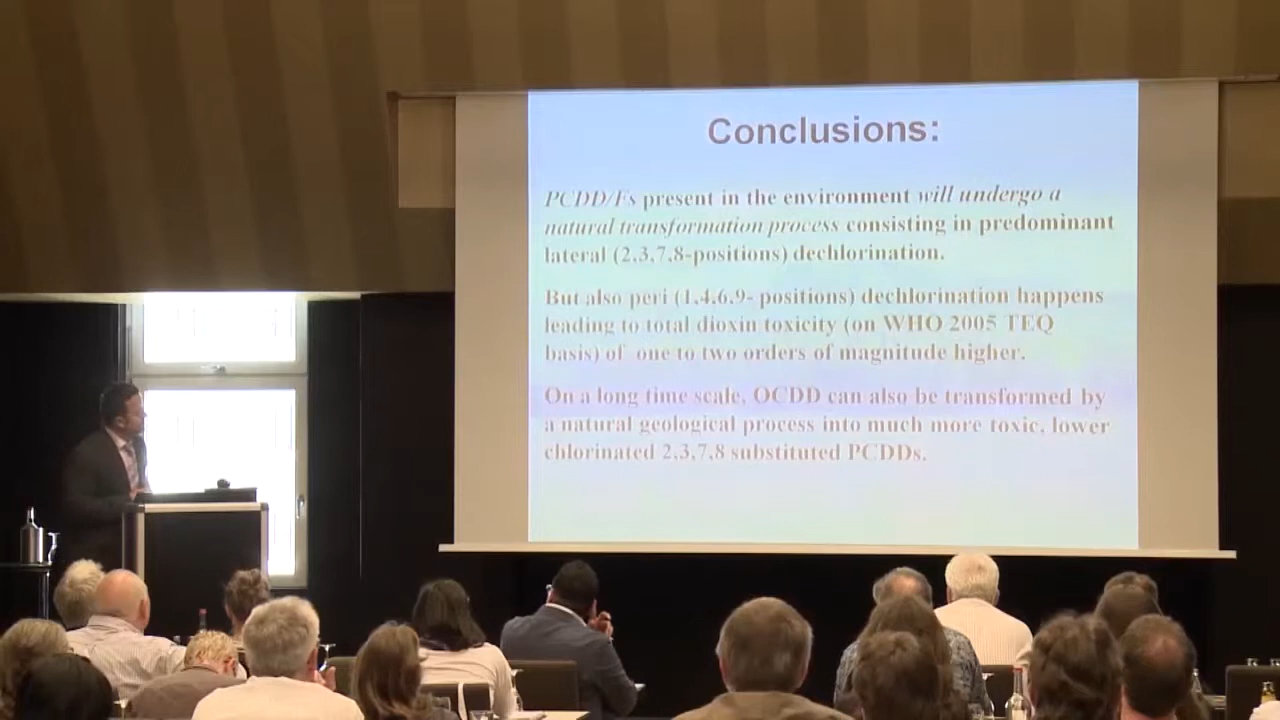 Conclusions:
PCDD/Fs present in the environment will undergo a
natural transformation process consisting in predominant
lateral (2,3,7,8-positions) dechlorination.
But also peri (1,4,6,9- positions) dechlorination happens
leading to total dioxin toxicity (on WHO 2005 TEQ
basis) of one to two orders of magnitude higher.
On a long time scale, OCDD can also be transformed by
a natural geological process into much more toxic, lower
chlorinated 2,3,7,8 substituted PCDDs.